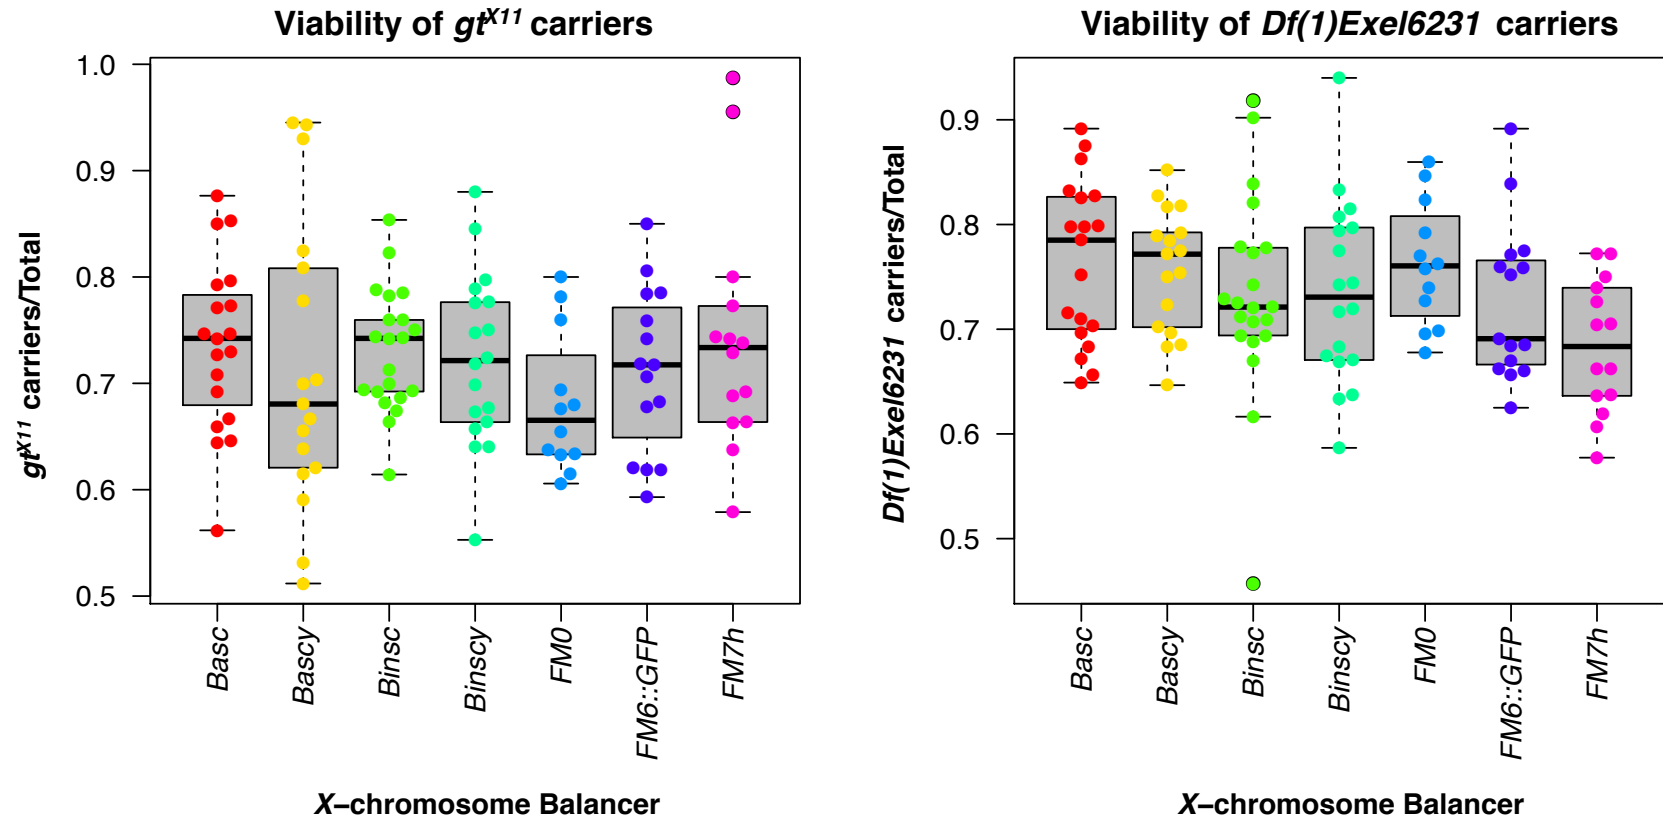 Viability of gtX11 carriers
gtX11 carriers/Total
1.0
0.9
0.8
0.7
0.6
0.5
Basc
Bascy
Binsc
Binscy
FM0
FM6::GFP
FM7h
X–chromosome Balancer
Viability of Df(1)Exel6231 carriers
Df(1)Exel6231 carriers/Total
0.9
0.8
0.7
0.6
0.5
Basc
Bascy
Binsc
Binscy
FM0
FM6::GFP
FM7h
X–chromosome Balancer